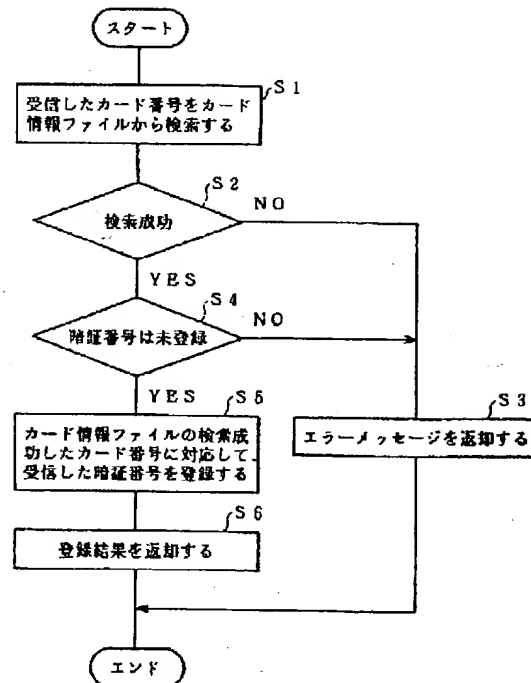 スタート
S1
受信したカード番号をカード
情報ファイルから検索する
S2
検索成功
NO
YES
S4
暗証番号は未登録
NO
YES
S5
カード情報ファイルの検索成
功したカード番号に対応して、
受信した暗証番号を登録する
S3
エラーメッセージを返却する
S6
登録結果を返却する
エンド